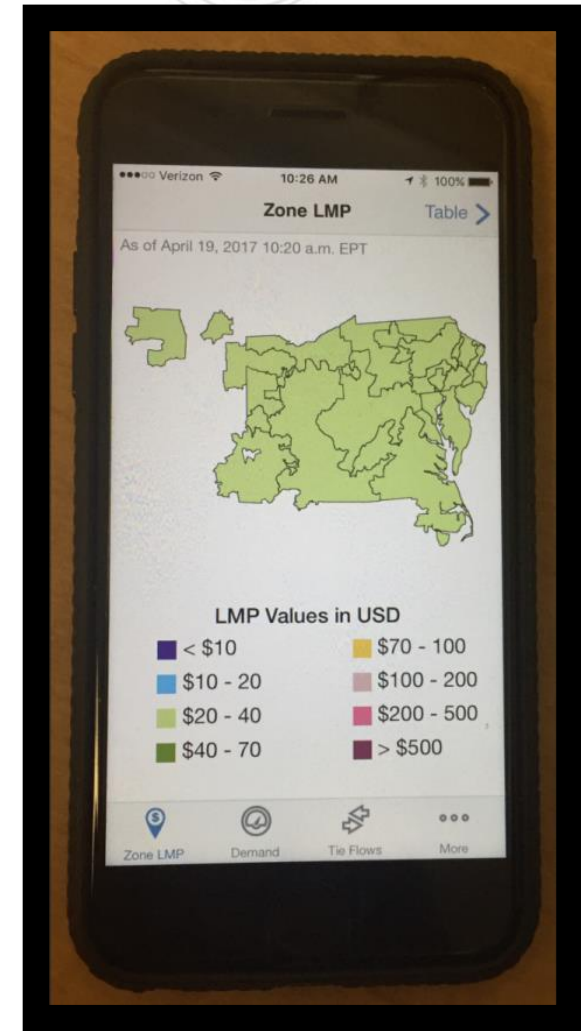 Verizon 10:26 AM 100%
Zone LMP Table
As of April 19, 2017 10:20 a.m. EPT
LMP Values in USD
< $10 $70 - 100
$10 - 20 $100 - 200
$20 - 40 $200 - 500
$40 - 70 > $500
$
Zone LMP Demand Tie Flows More